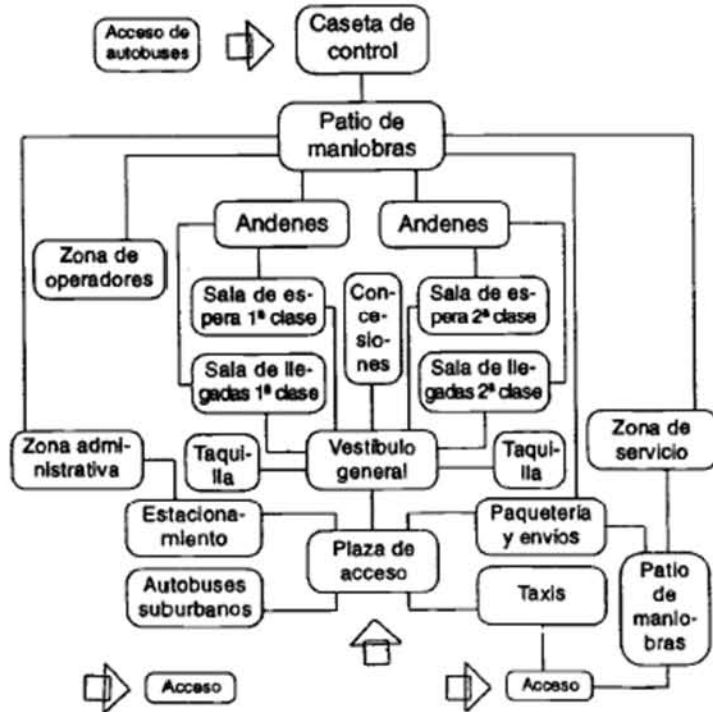 Acceso de
autobuses
Caseta de
control
Patio de
maniobras
Andenes
Andenes
Zona de
operadores
Sala de es-
pera 1ª clase
Con-
ce-
sio-
nes
Sala de es-
pera 2ª clase
Sala de lle-
gadas 1ª clase
Sala de lle-
gadas 2ª clase
Zona admi-
nistrativa
Taqui-
lla
Vestíbulo
general
Taqui-
lla
Zona de
servicio
Estaciona-
miento
Plaza de
acceso
Paquetería
y envíos
Autobuses
suburbanos
Taxis
Patio
de
manio-
bras
Acceso
Acceso